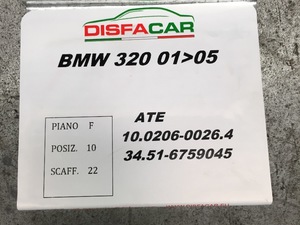 DISFACAR
BMW 320 01>05
PIANO F
POSIZ. 10
SCAFF. 22
ATE
10.0206-0026.4
34.51-6759045